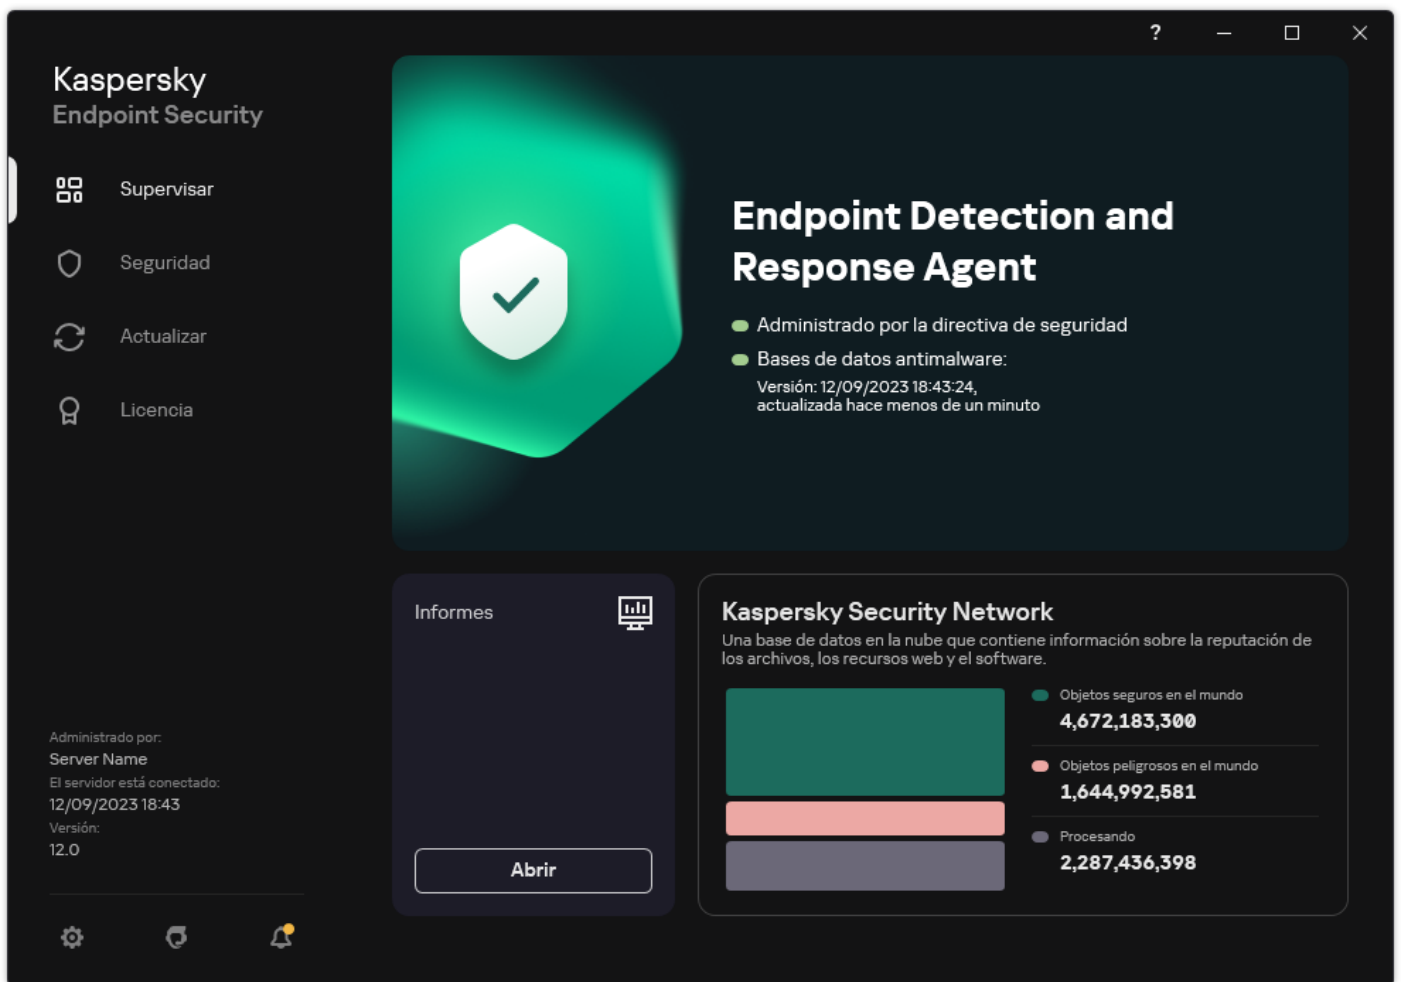 ?
Kaspersky
Endpoint Security
Supervisar
Seguridad
Actualizar
Licencia
Endpoint Detection and
Response Agent
Administrado por la directiva de seguridad
Bases de datos antimalware:
Versión: 12/09/2023 18:43:24,
actualizada hace menos de un minuto
Informes
Abrir
Kaspersky Security Network
Una base de datos en la nube que contiene información sobre la reputación de
los archivos, los recursos web y el software.
Objetos seguros en el mundo
4,672,183,300
Objetos peligrosos en el mundo
1,644,992,581
Procesando
2,287,436,398
Administrado por:
Server Name
El servidor está conectado:
12/09/2023 18:43
Versión:
12.0